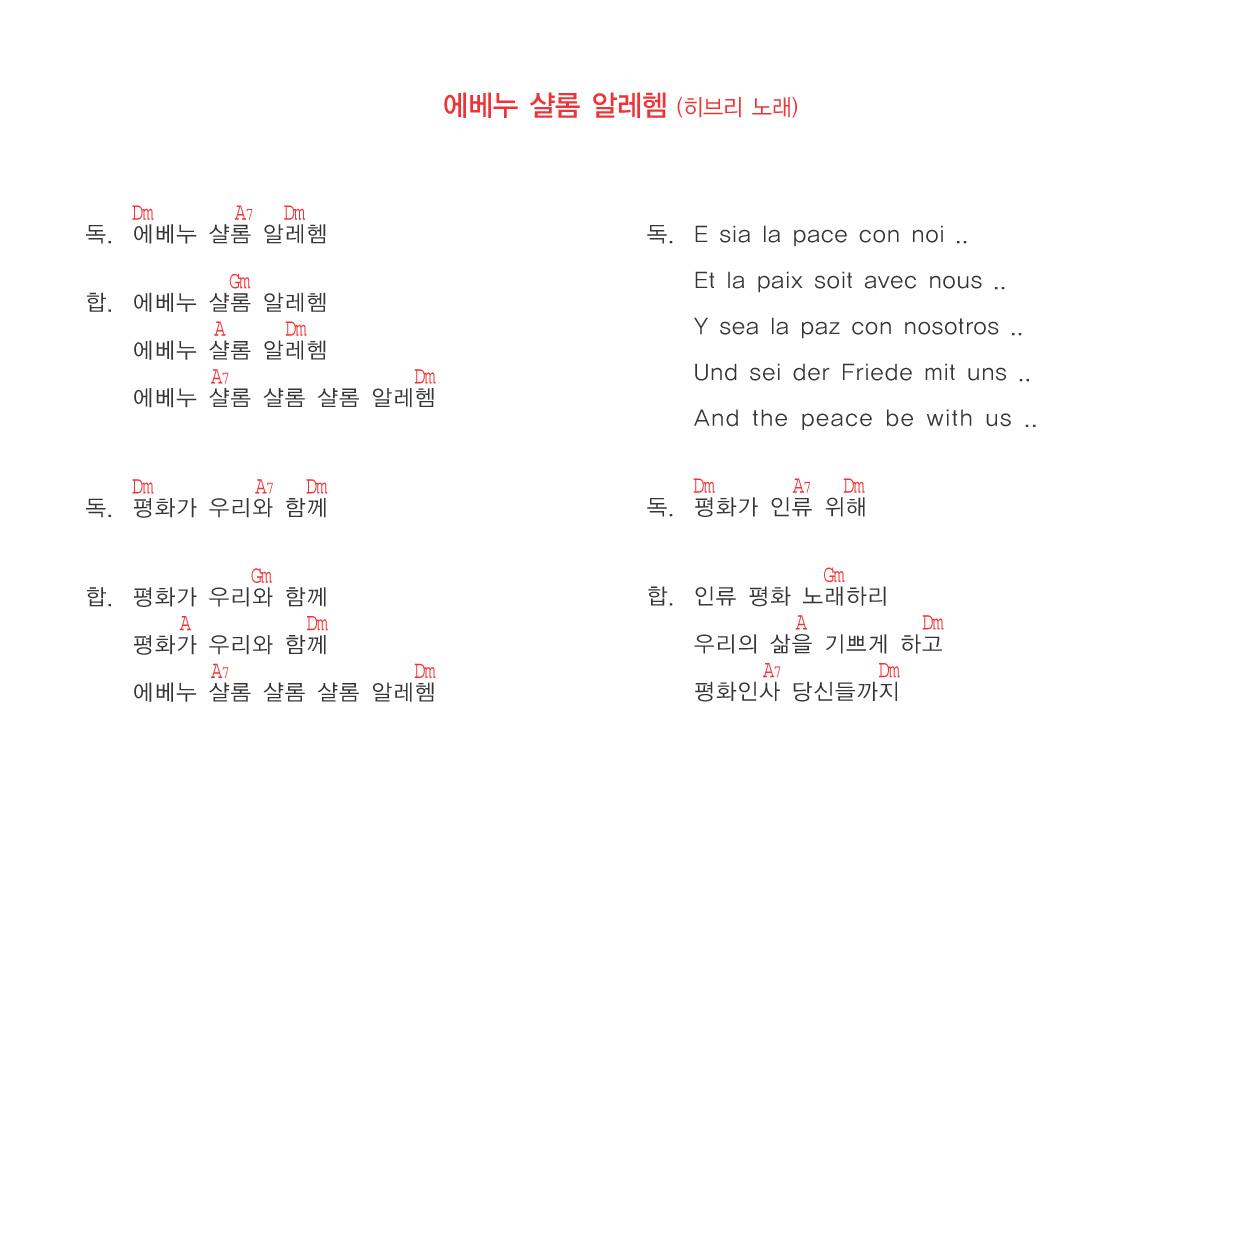 에베누 샬롬 알레헴 (히브리 노래)
Dm A7 Dm
독. 에베누 샬롬 알레헴
Gm
합. 에베누 샬롬 알레헴
A Dm
에베누 샬롬 알레헴
A7 Dm
에베누 샬롬 샬롬 샬롬 알레헴
Dm A7 Dm
독. 평화가 우리와 함께
Gm
합. 평화가 우리와 함께
A Dm
평화가 우리와 함께
A7 Dm
에베누 샬롬 샬롬 샬롬 알레헴
독. E sia la pace con noi ..
Et la paix soit avec nous ..
Y sea la paz con nosotros ..
Und sei der Friede mit uns ..
And the peace be with us ..
Dm A7 Dm
독. 평화가 인류 위해
Gm
합. 인류 평화 노래하리
A Dm
우리의 삶을 기쁘게 하고
A7 Dm
평화인사 당신들까지